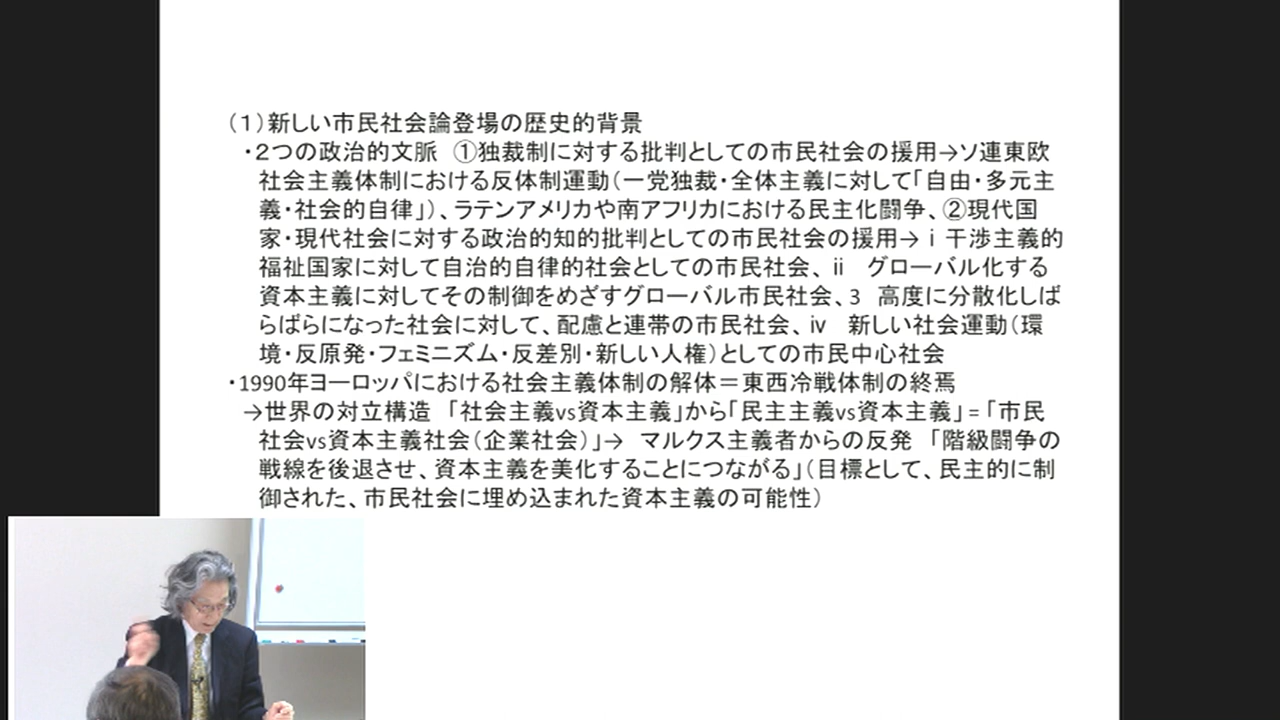 （１）新しい市民社会論登場の歴史的背景
・２つの政治的文脈　①独裁制に対する批判としての市民社会の援用→ソ連東欧
社会主義体制における反体制運動（一党独裁・全体主義に対して「自由・多元主
義・社会的自律」）、ラテンアメリカや南アフリカにおける民主化闘争、②現代国
家・現代社会に対する政治的知的批判としての市民社会の援用→ⅰ干渉主義的
福祉国家に対して自治的自律的社会としての市民社会、ⅱ　グローバル化する
資本主義に対してその制御をめざすグローバル市民社会、3　高度に分散化しば
らばらになった社会に対して、配慮と連帯の市民社会、ⅳ　新しい社会運動（環
境・反原発・フェミニズム・反差別・新しい人権）としての市民中心社会
・1990年ヨーロッパにおける社会主義体制の解体＝東西冷戦体制の終焉
→世界の対立構造　「社会主義vs資本主義」から「民主主義vs資本主義」=「市民
社会vs資本主義社会（企業社会）」→　マルクス主義者からの反発　「階級闘争の
戦線を後退させ、資本主義を美化することにつながる」（目標として、民主的に制
御された、市民社会に埋め込まれた資本主義の可能性）